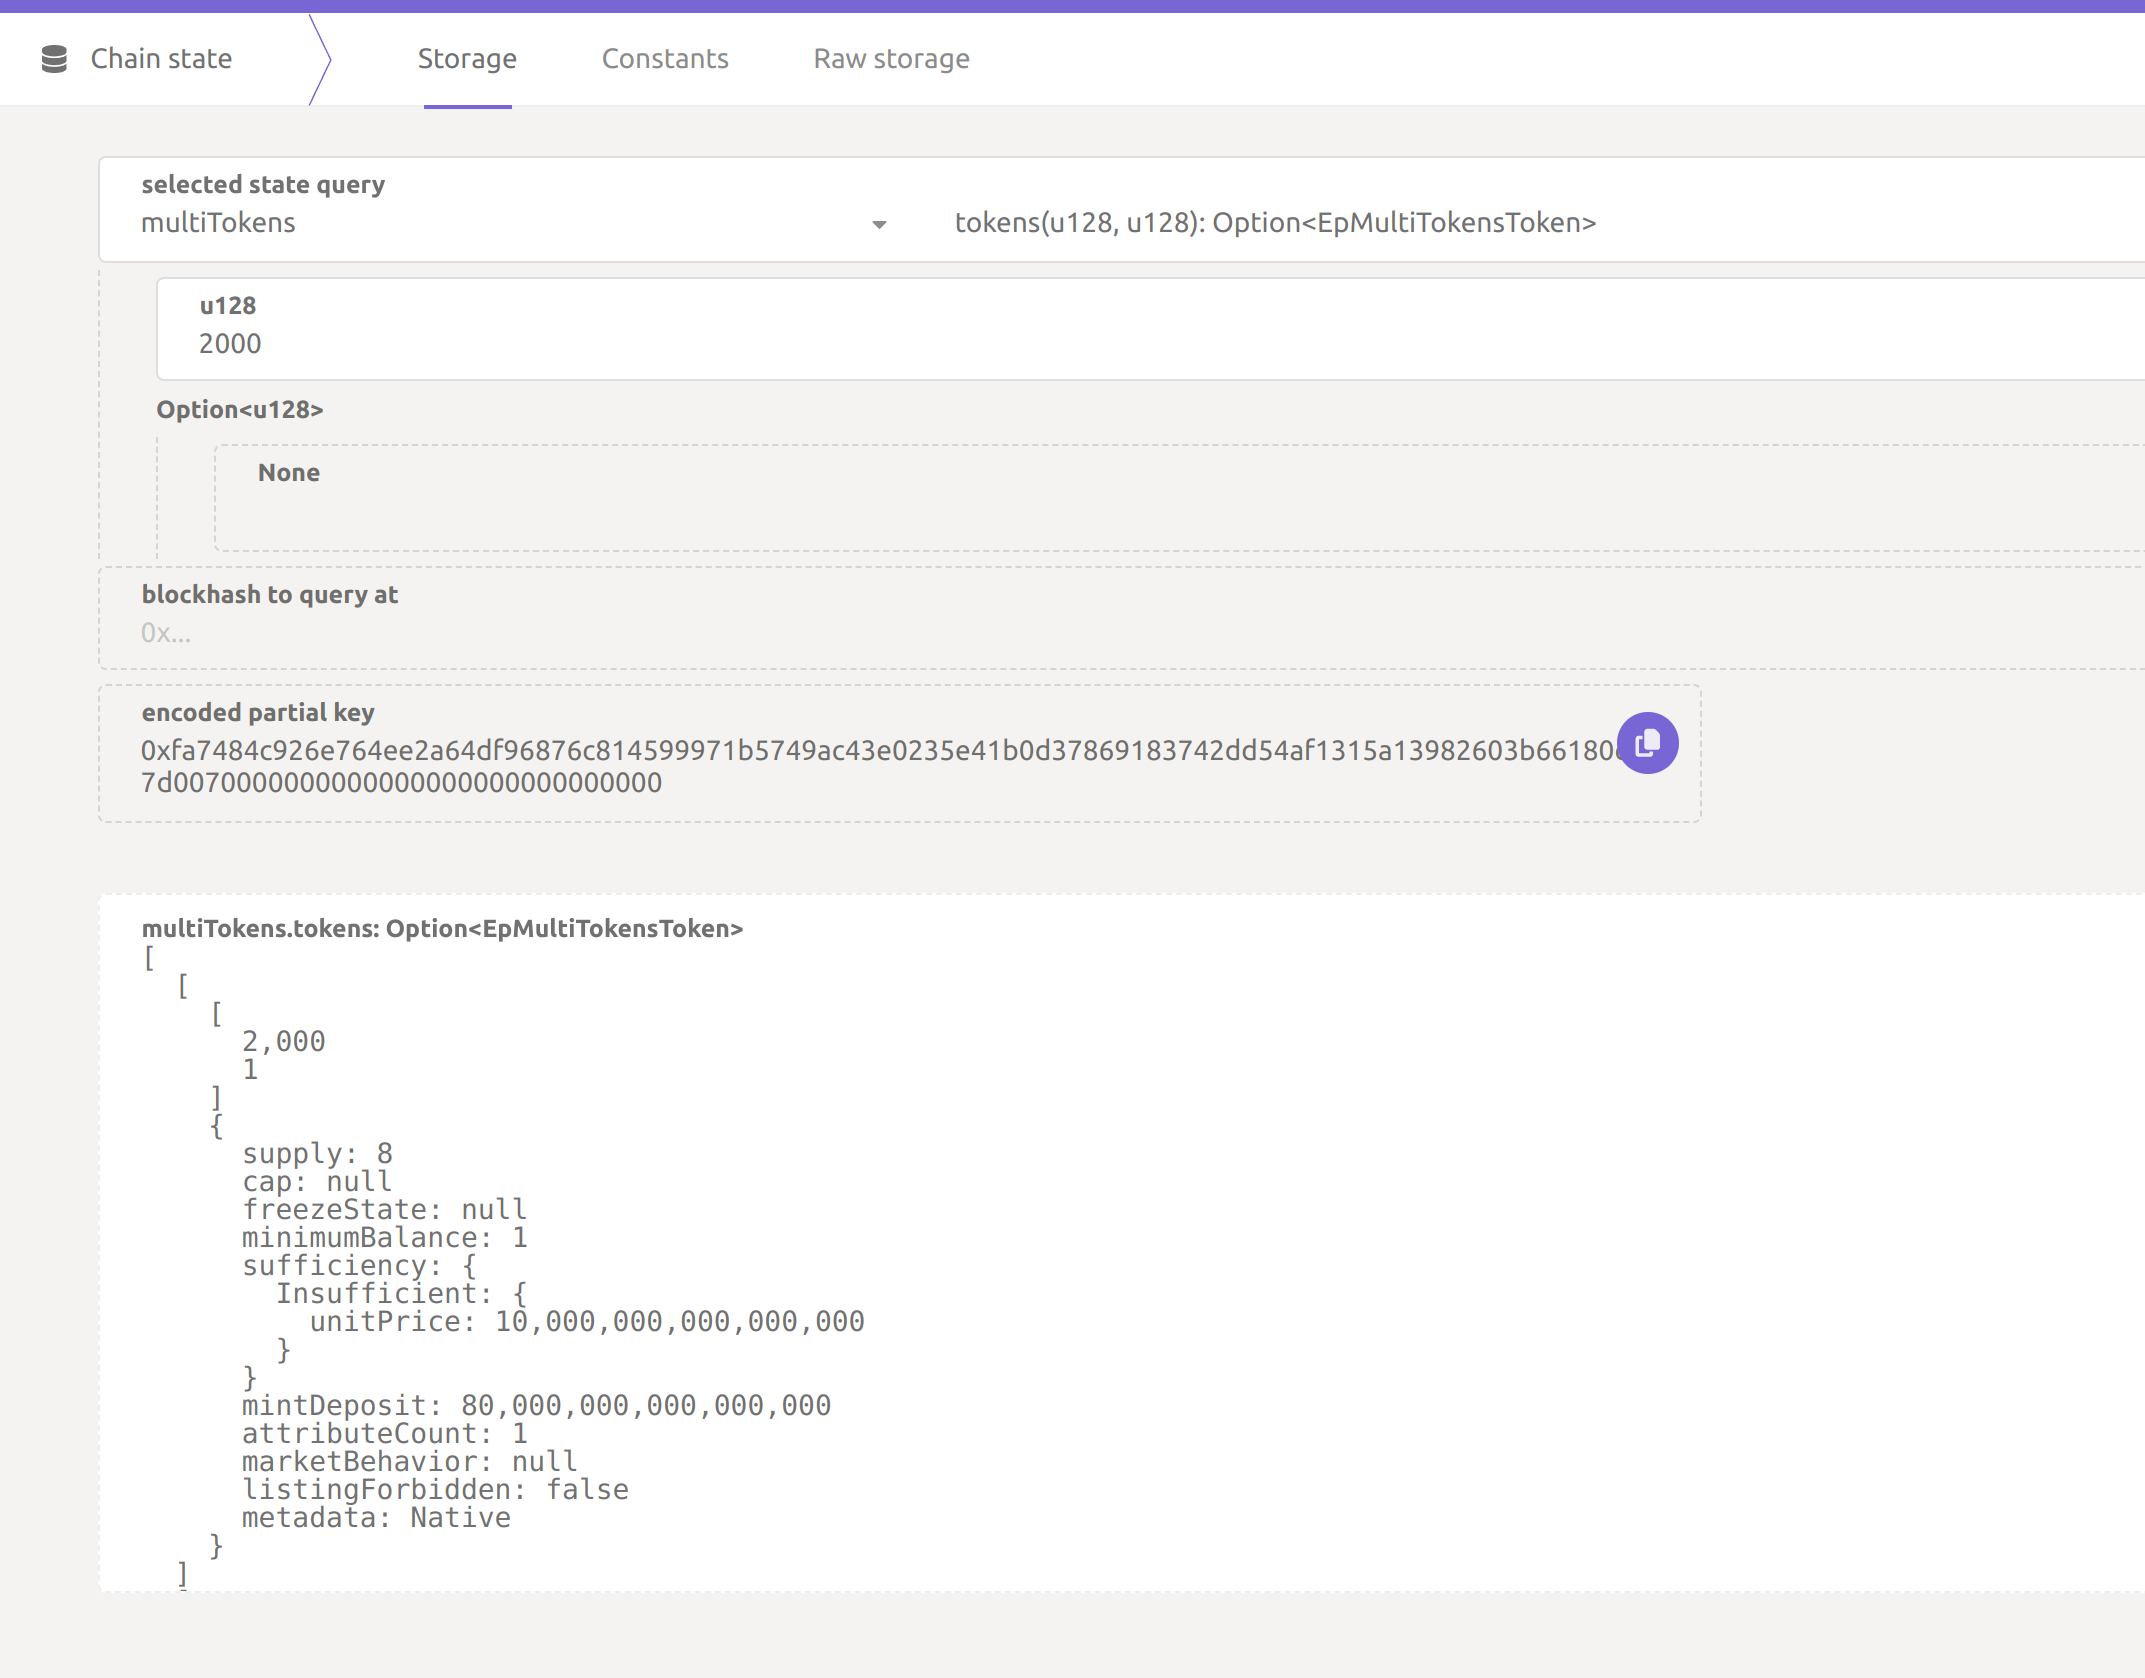 Chain state
Storage
Constants
Raw storage
selected state query
multiTokens
tokens(u128, u128): Option<EpMultiTokensToken>
u128
2000
Option<u128>
None
blockhash to query at
0x...
encoded partial key
0xfa7484c926e764ee2a64df96876c814599971b5749ac43e0235e41b0d37869183742dd54af1315a13982603b66180
7d007000000000000000000000000000
multiTokens.tokens: Option<EpMultiTokensToken>
[
[
[
2,000
1
]
{
supply: 8
cap: null
freezeState: null
minimumBalance: 1
sufficiency: {
Insufficient: {
unitPrice: 10,000,000,000,000,000
}
}
mintDeposit: 80,000,000,000,000,000
attributeCount: 1
marketBehavior: null
listingForbidden: false
metadata: Native
}
]